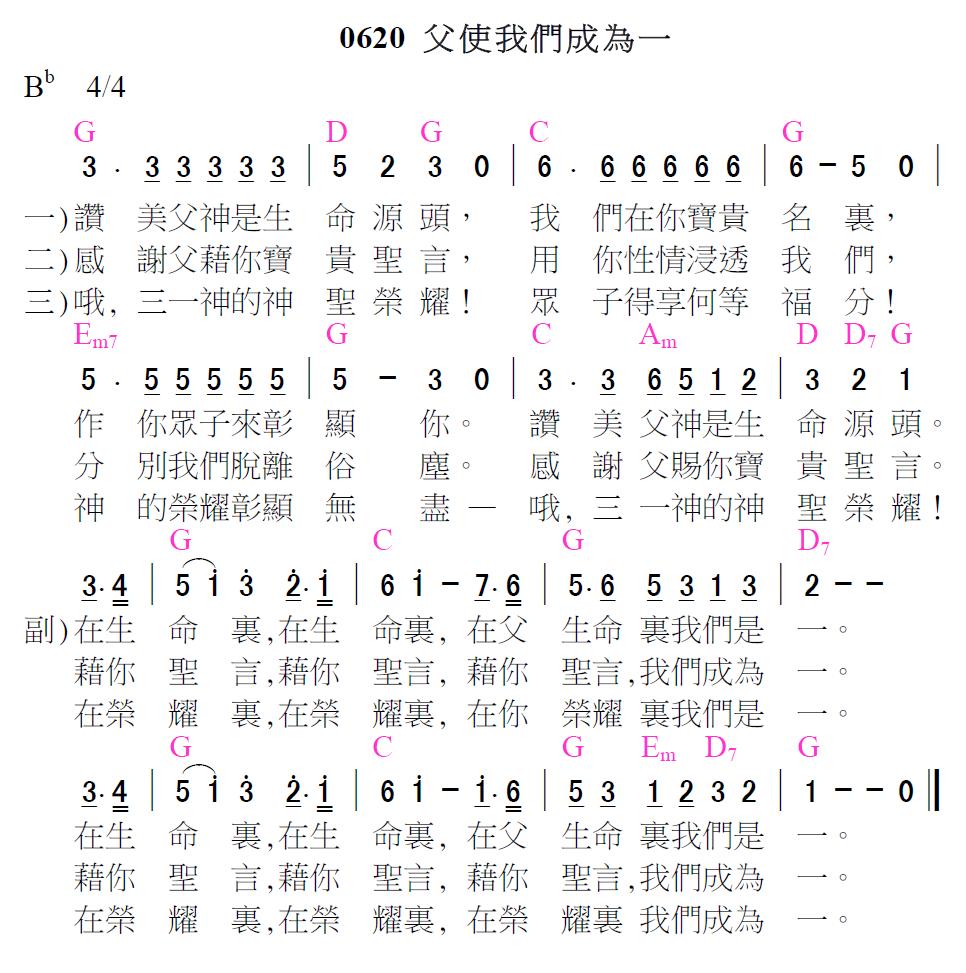 0620 父使我們成為一
Bb 4/4
G D G C G
3 · 3 3 3 3 3 | 5 2 3 0 | 6 · 6 6 6 6 6 | 6 – 5 0 |
一)讚 美父神是生 命 源 頭， 我 們在你寶貴 名 裏，
二)感 謝父藉你寶 貴 聖 言， 用 你性情浸透 我 們，
三)哦, 三一神的神 聖 榮 耀！ 眾 子得享何等 福 分！
Em7 G C Am D D7 G
5 · 5 5 5 5 5 | 5 – 3 0 | 3 · 3 6 5 1 2 | 3 2 1
作 你眾子來彰 顯 你。 讚 美 父神是生 命 源 頭。
分 別我們脫離 俗 塵。 感 謝 父賜你寶 貴 聖 言。
神 的榮耀彰顯 無 盡 — 哦, 三 一神的神 聖 榮 耀！
G C G D7
3·4 | 5 i 3 2·i | 6 i – 7·6 | 5·6 5 3 1 3 | 2 – –
副)在生 命 裏,在生 命裏, 在父 生命 裏我們是 一。
藉你 聖 言,藉你 聖言, 藉你 聖言,我們成為 一。
在榮 耀 裏,在榮 耀裏, 在你 榮耀 裏我們是 一。
G C G Em D7 G
3·4 | 5 i 3 2·i | 6 i – i·6 | 5 3 1 2 3 2 | 1 – – 0 ‖
在生 命 裏,在生 命裏, 在父 生命 裏我們是 一。
藉你 聖 言,藉你 聖言, 藉你 聖言,我們成為 一。
在榮 耀 裏,在榮 耀裏, 在榮 耀裏 我們成為 一。